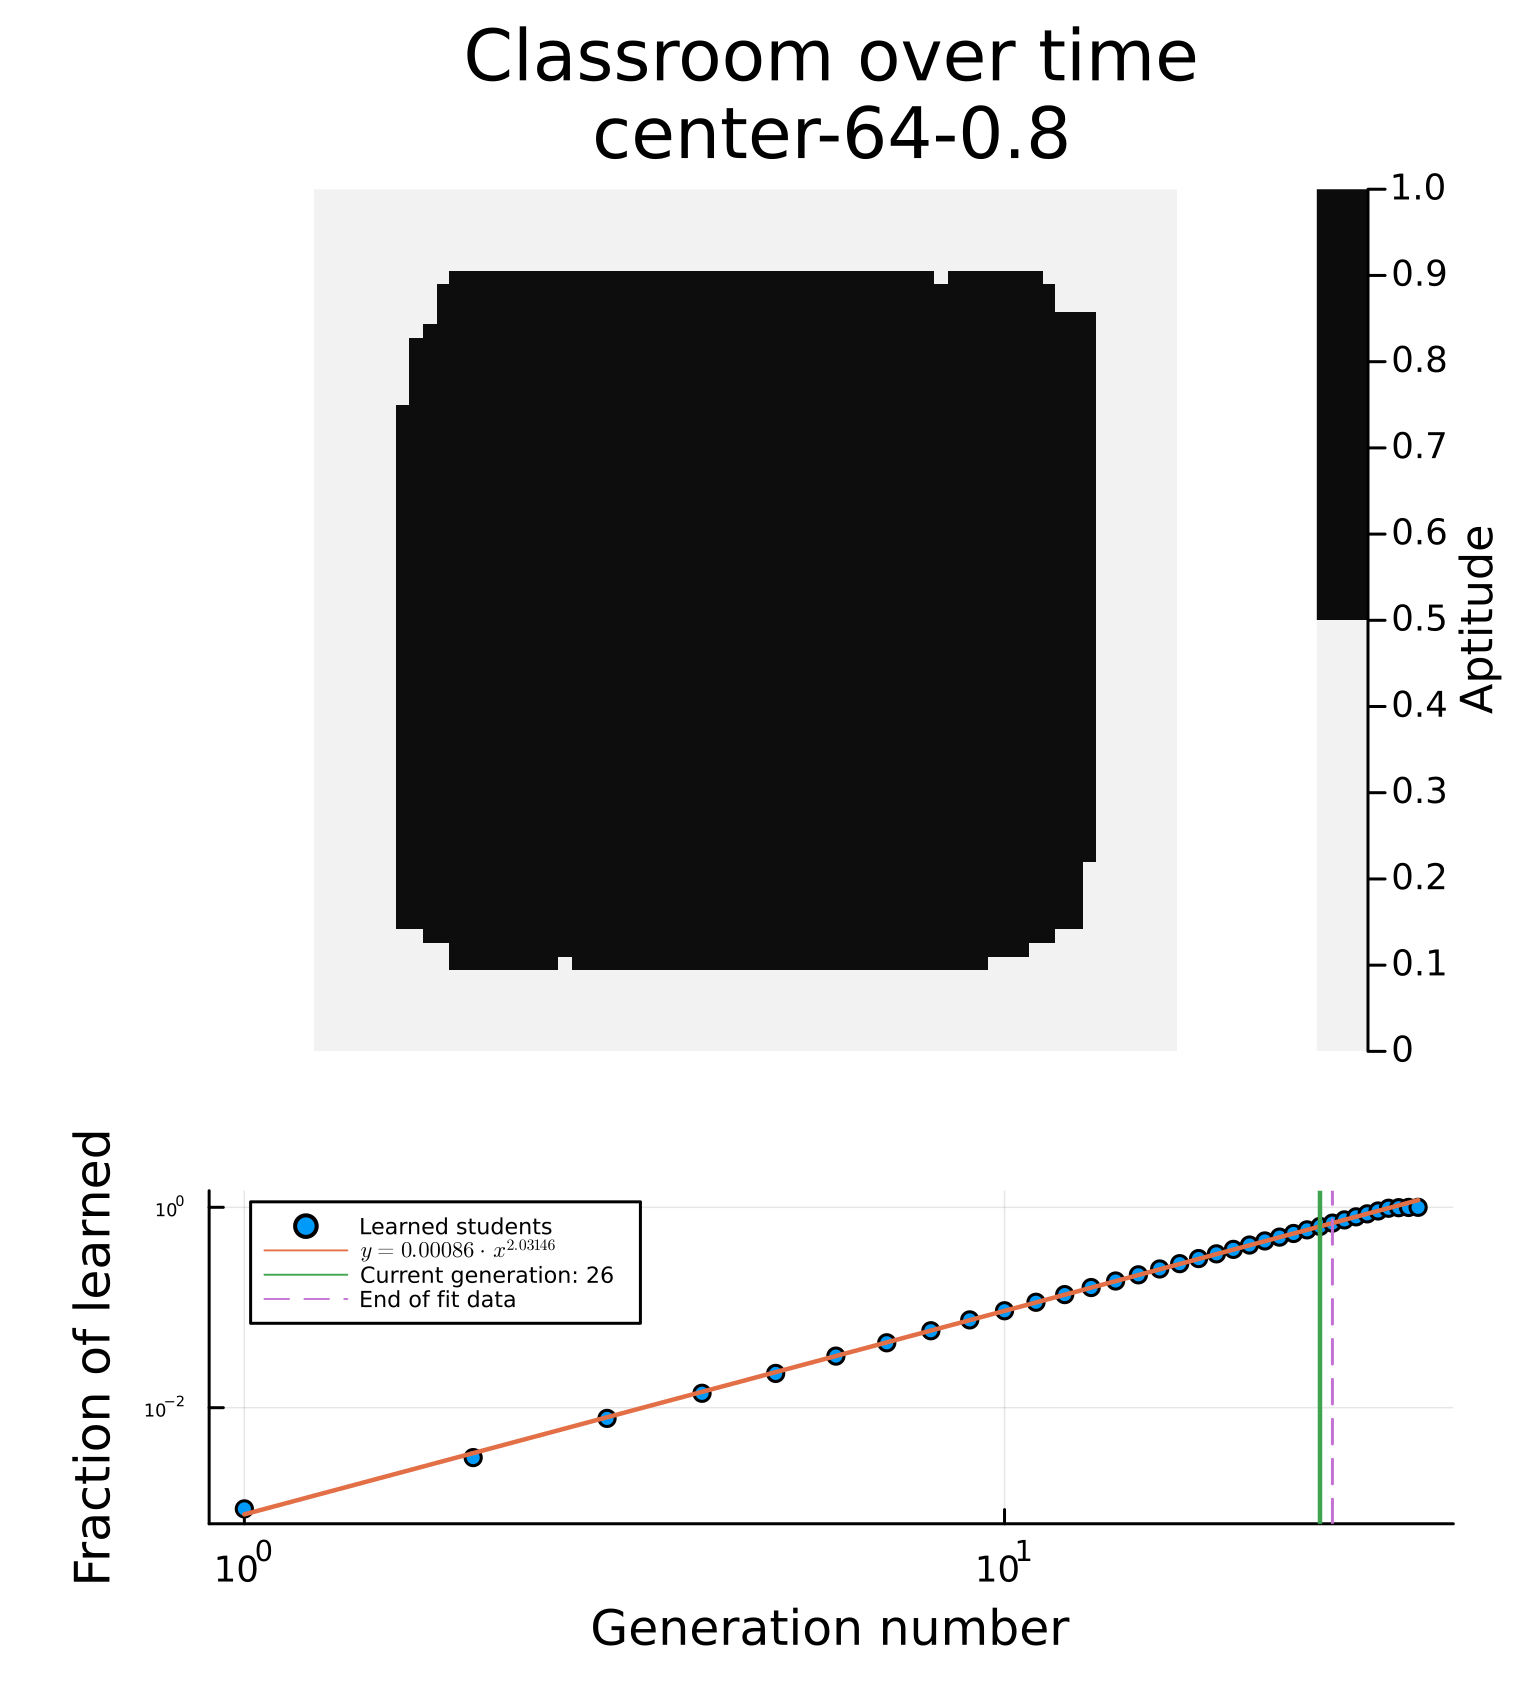 Classroom over time
center-64-0.8
1.0
0.9
0.8
0.7
0.6
0.5
0.4
0.3
0.2
0.1
0
Aptitude
Fraction of learned
10⁰
10⁻²
Learned students
y = 0.00086 · x^2.03146
Current generation: 26
End of fit data
10⁰
10¹
Generation number